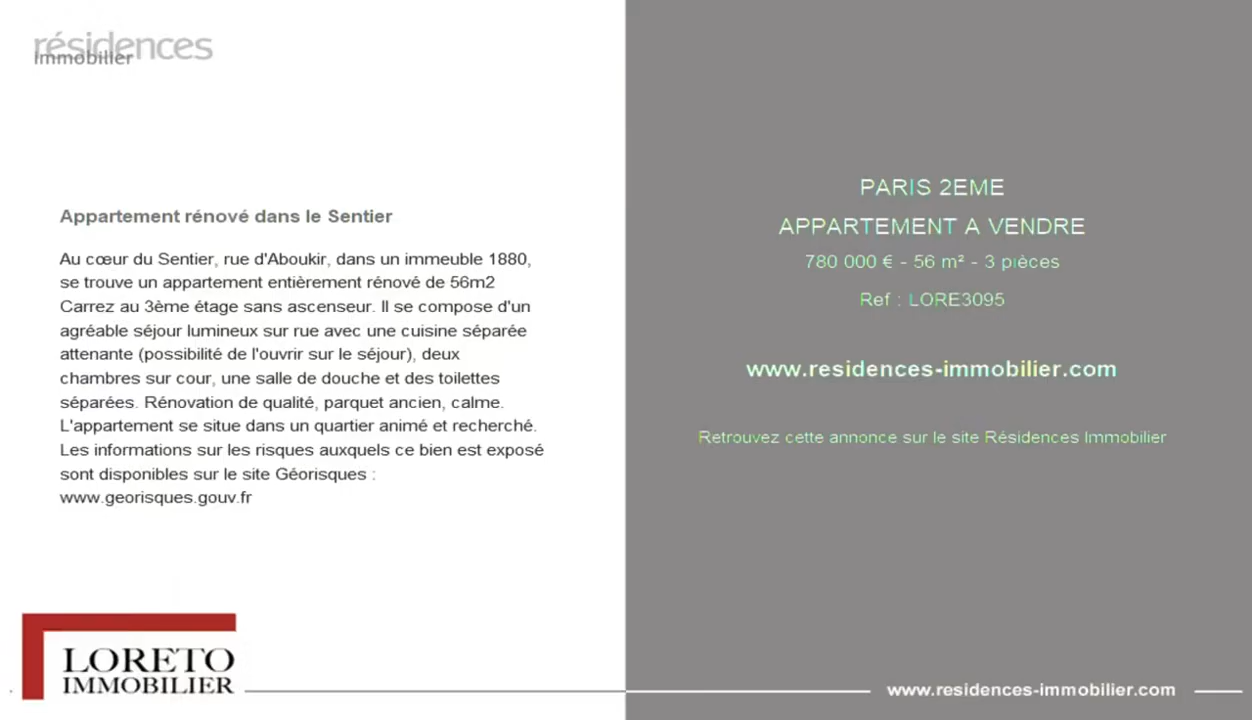 résidences
Immobilier
Appartement rénové dans le Sentier
Au cœur du Sentier, rue d'Aboukir, dans un immeuble 1880,
se trouve un appartement entièrement rénové de 56m2
Carrez au 3ème étage sans ascenseur. Il se compose d'un
agréable séjour lumineux sur rue avec une cuisine séparée
attenante (possibilité de l'ouvrir sur le séjour), deux
chambres sur cour, une salle de douche et des toilettes
séparées. Rénovation de qualité, parquet ancien, calme.
L'appartement se situe dans un quartier animé et recherché.
Les informations sur les risques auxquels ce bien est exposé
sont disponibles sur le site Géorisques :
www.georisques.gouv.fr
LORETO
IMMOBILIER
PARIS 2EME
APPARTEMENT A VENDRE
780 000 € - 56 m² - 3 pièces
Ref : LORE3095
www.residences-immobilier.com
Retrouvez cette annonce sur le site Résidences Immobilier
www.residences-immobilier.com